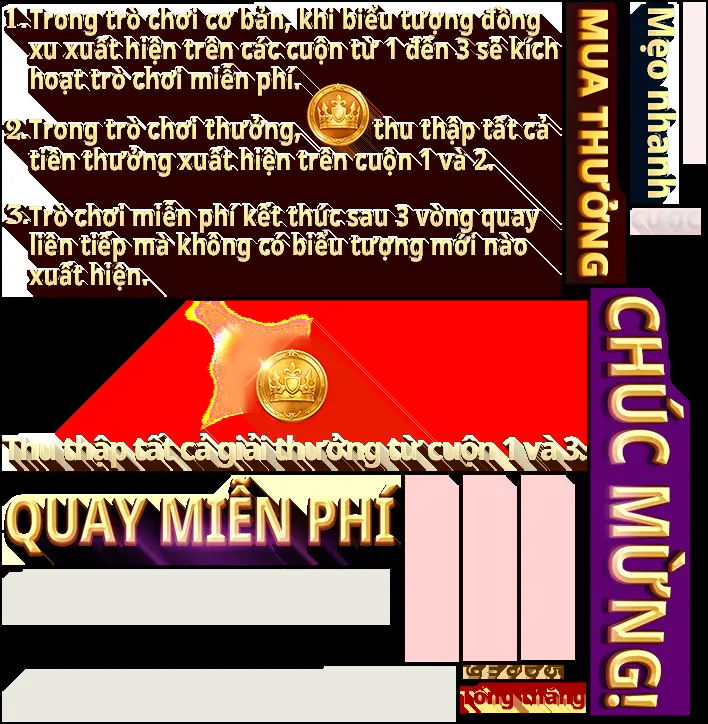 1.Trong trò chơi cơ bản, khi biểu tượng đồng
xu xuất hiện trên các cuộn từ 1 đến 3 sẽ kích
hoạt trò chơi miễn phí.
2.Trong trò chơi thưởng, thu thập tất cả
tiền thưởng xuất hiện trên cuộn 1 và 2.
3.Trò chơi miễn phí kết thúc sau 3 vòng quay
liên tiếp mà không có biểu tượng mới nào
xuất hiện.
MUA THƯỞNG
Mẹo nhanh
Thu thập tất cả giải thưởng từ cuộn 1 và 3.
QUAY MIỄN PHÍ
CHÚC MỪNG!
Tổng thắng